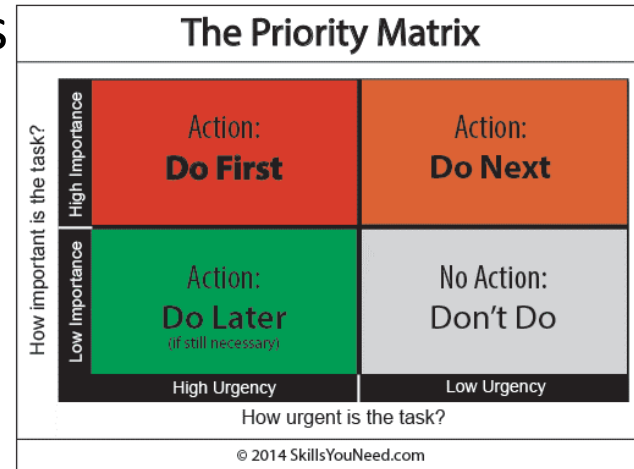 s
The Priority Matrix
How important is the task?
High Importance
Action:
Do First
Action:
Do Next
Low Importance
Action:
Do Later
(if still necessary)
No Action:
Don't Do
High Urgency
Low Urgency
How urgent is the task?
© 2014 SkillsYouNeed.com